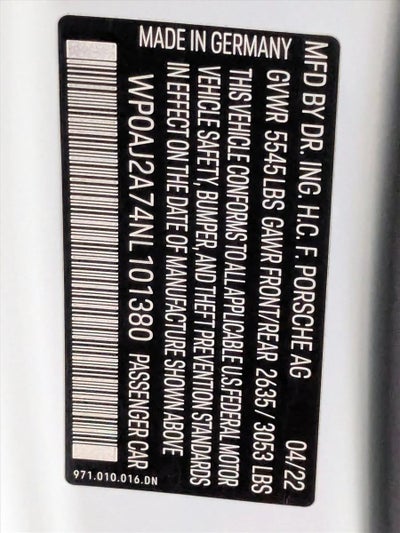 MFD BY DR. ING. H.C. F. PORSCHE AG 04/22
GVWR 5545 LBS GAWR FRONT/REAR 2635 / 3053 LBS
THIS VEHICLE CONFORMS TO ALL APPLICABLE U.S. FEDERAL MOTOR
VEHICLE SAFETY, BUMPER, AND THEFT PREVENTION STANDARDS
IN EFFECT ON THE DATE OF MANUFACTURE SHOWN ABOVE
MADE IN GERMANY
WP0AJ2A74NL101380 PASSENGER CAR
971.010.016.DN